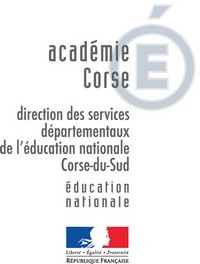 académie
Corse
É
direction des services
départementaux
de l'éducation nationale
Corse-du-Sud
éducation
nationale
Liberté • Égalité • Fraternité
RÉPUBLIQUE FRANÇAISE